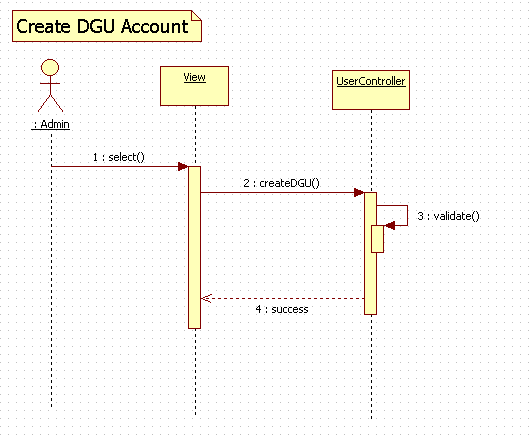 Create DGU Account
View
UserController
: Admin
1 : select()
2 : createDGU()
3 : validate()
4 : success